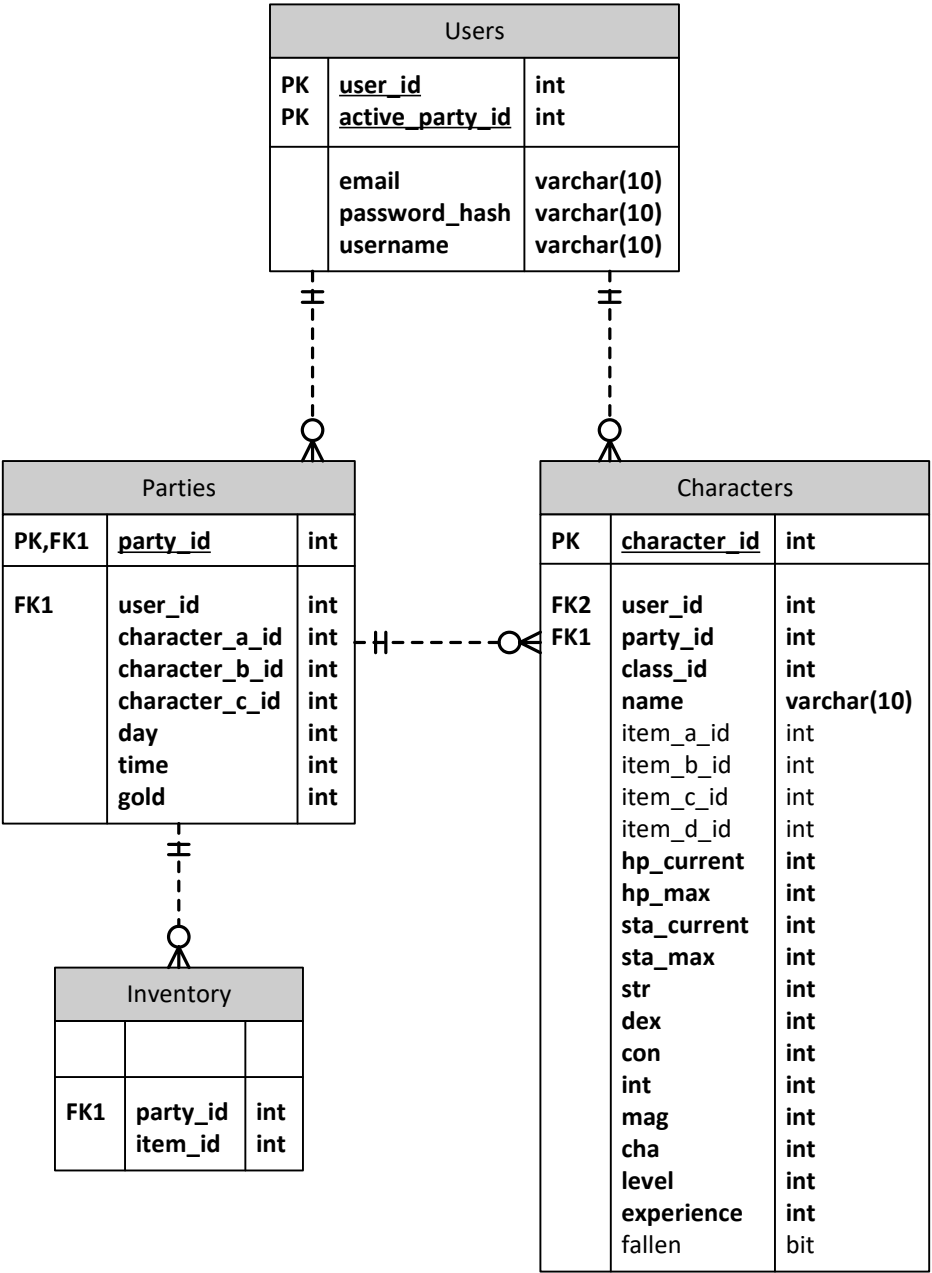 Users
PK user_id int
PK active_party_id int
email varchar(10)
password_hash varchar(10)
username varchar(10)
Parties
PK,FK1 party_id int
FK1 user_id int
character_a_id int
character_b_id int
character_c_id int
day int
time int
gold int
Characters
PK character_id int
FK2 user_id int
FK1 party_id int
class_id int
name varchar(10)
item_a_id int
item_b_id int
item_c_id int
item_d_id int
hp_current int
hp_max int
sta_current int
sta_max int
str int
dex int
con int
int int
mag int
cha int
level int
experience int
fallen bit
Inventory
FK1 party_id int
item_id int